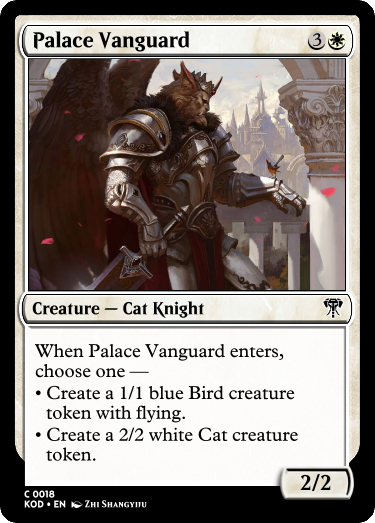 Palace Vanguard 3
Creature — Cat Knight
When Palace Vanguard enters,
choose one —
• Create a 1/1 blue Bird creature
token with flying.
• Create a 2/2 white Cat creature
token.
2/2
C 0018
KOD • EN Zhi Shangyiju